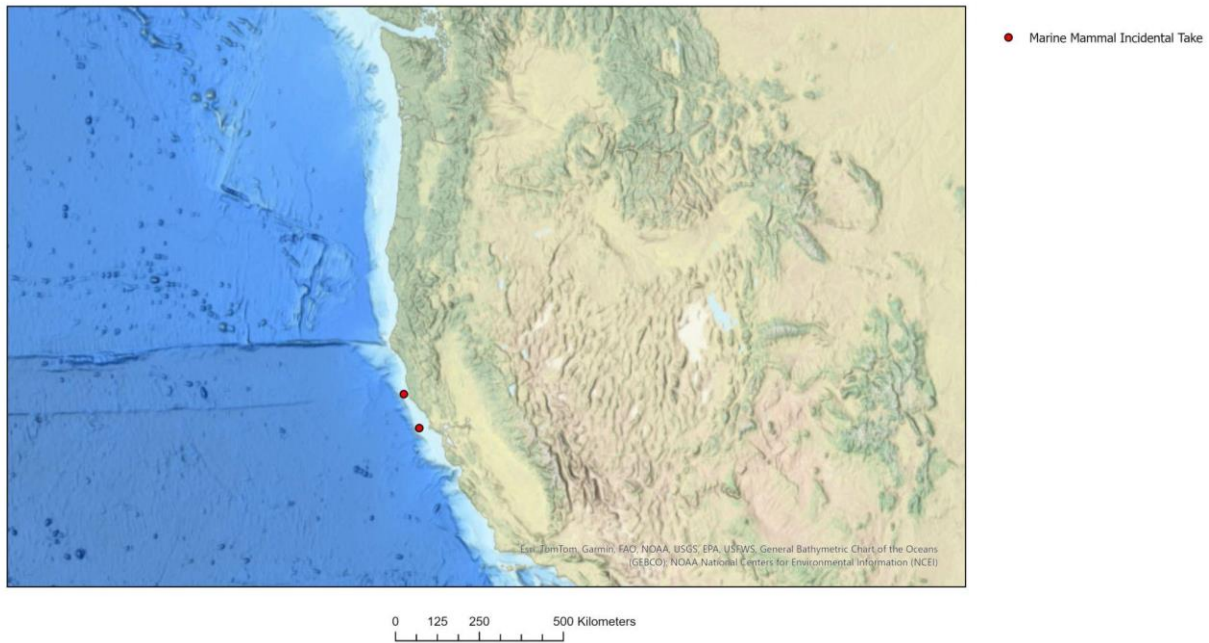 Marine Mammal Incidental Take
Esri, TomTom, Garmin, FAO, NOAA, USGS, EPA, USFWS, General Bathymetric Chart of the Oceans
(GEBCO); NOAA National Centers for Environmental Information (NCEI)
0 125 250 500 Kilometers